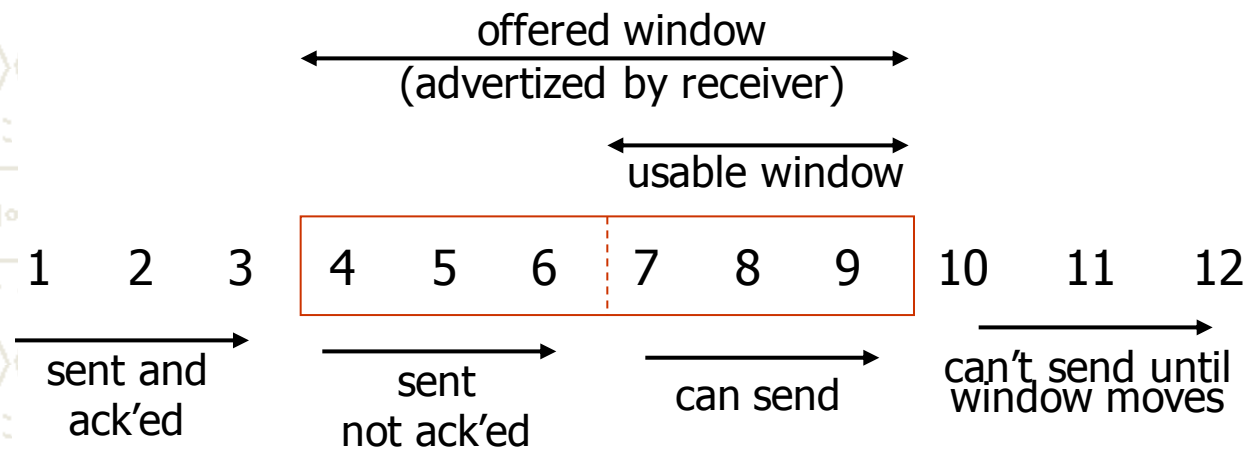 offered window
(advertized by receiver)
usable window
1 2 3 4 5 6 7 8 9 10 11 12
sent and
ack’ed
sent
not ack’ed
can send
can’t send until
window moves